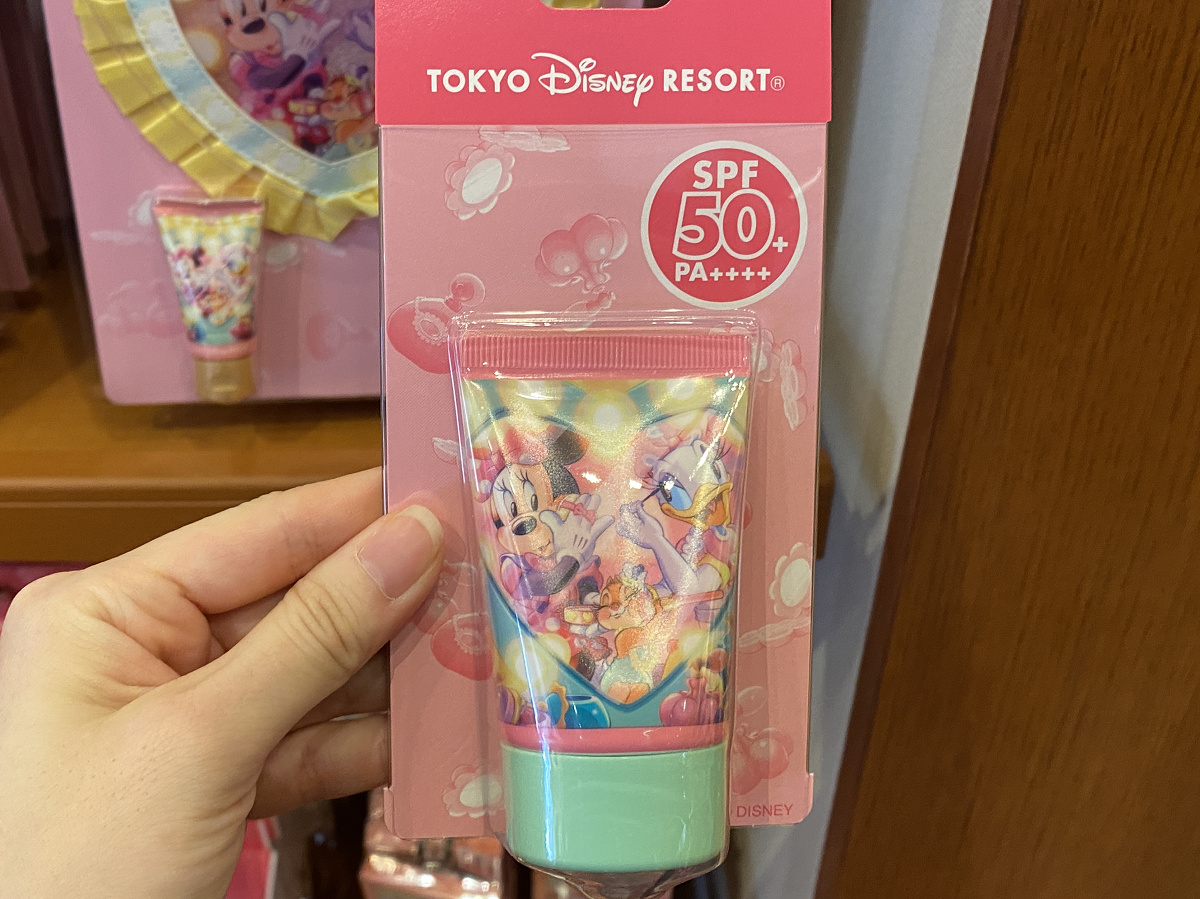 TOKYO Disney RESORT®
SPF
50+
PA++++
DISNEY